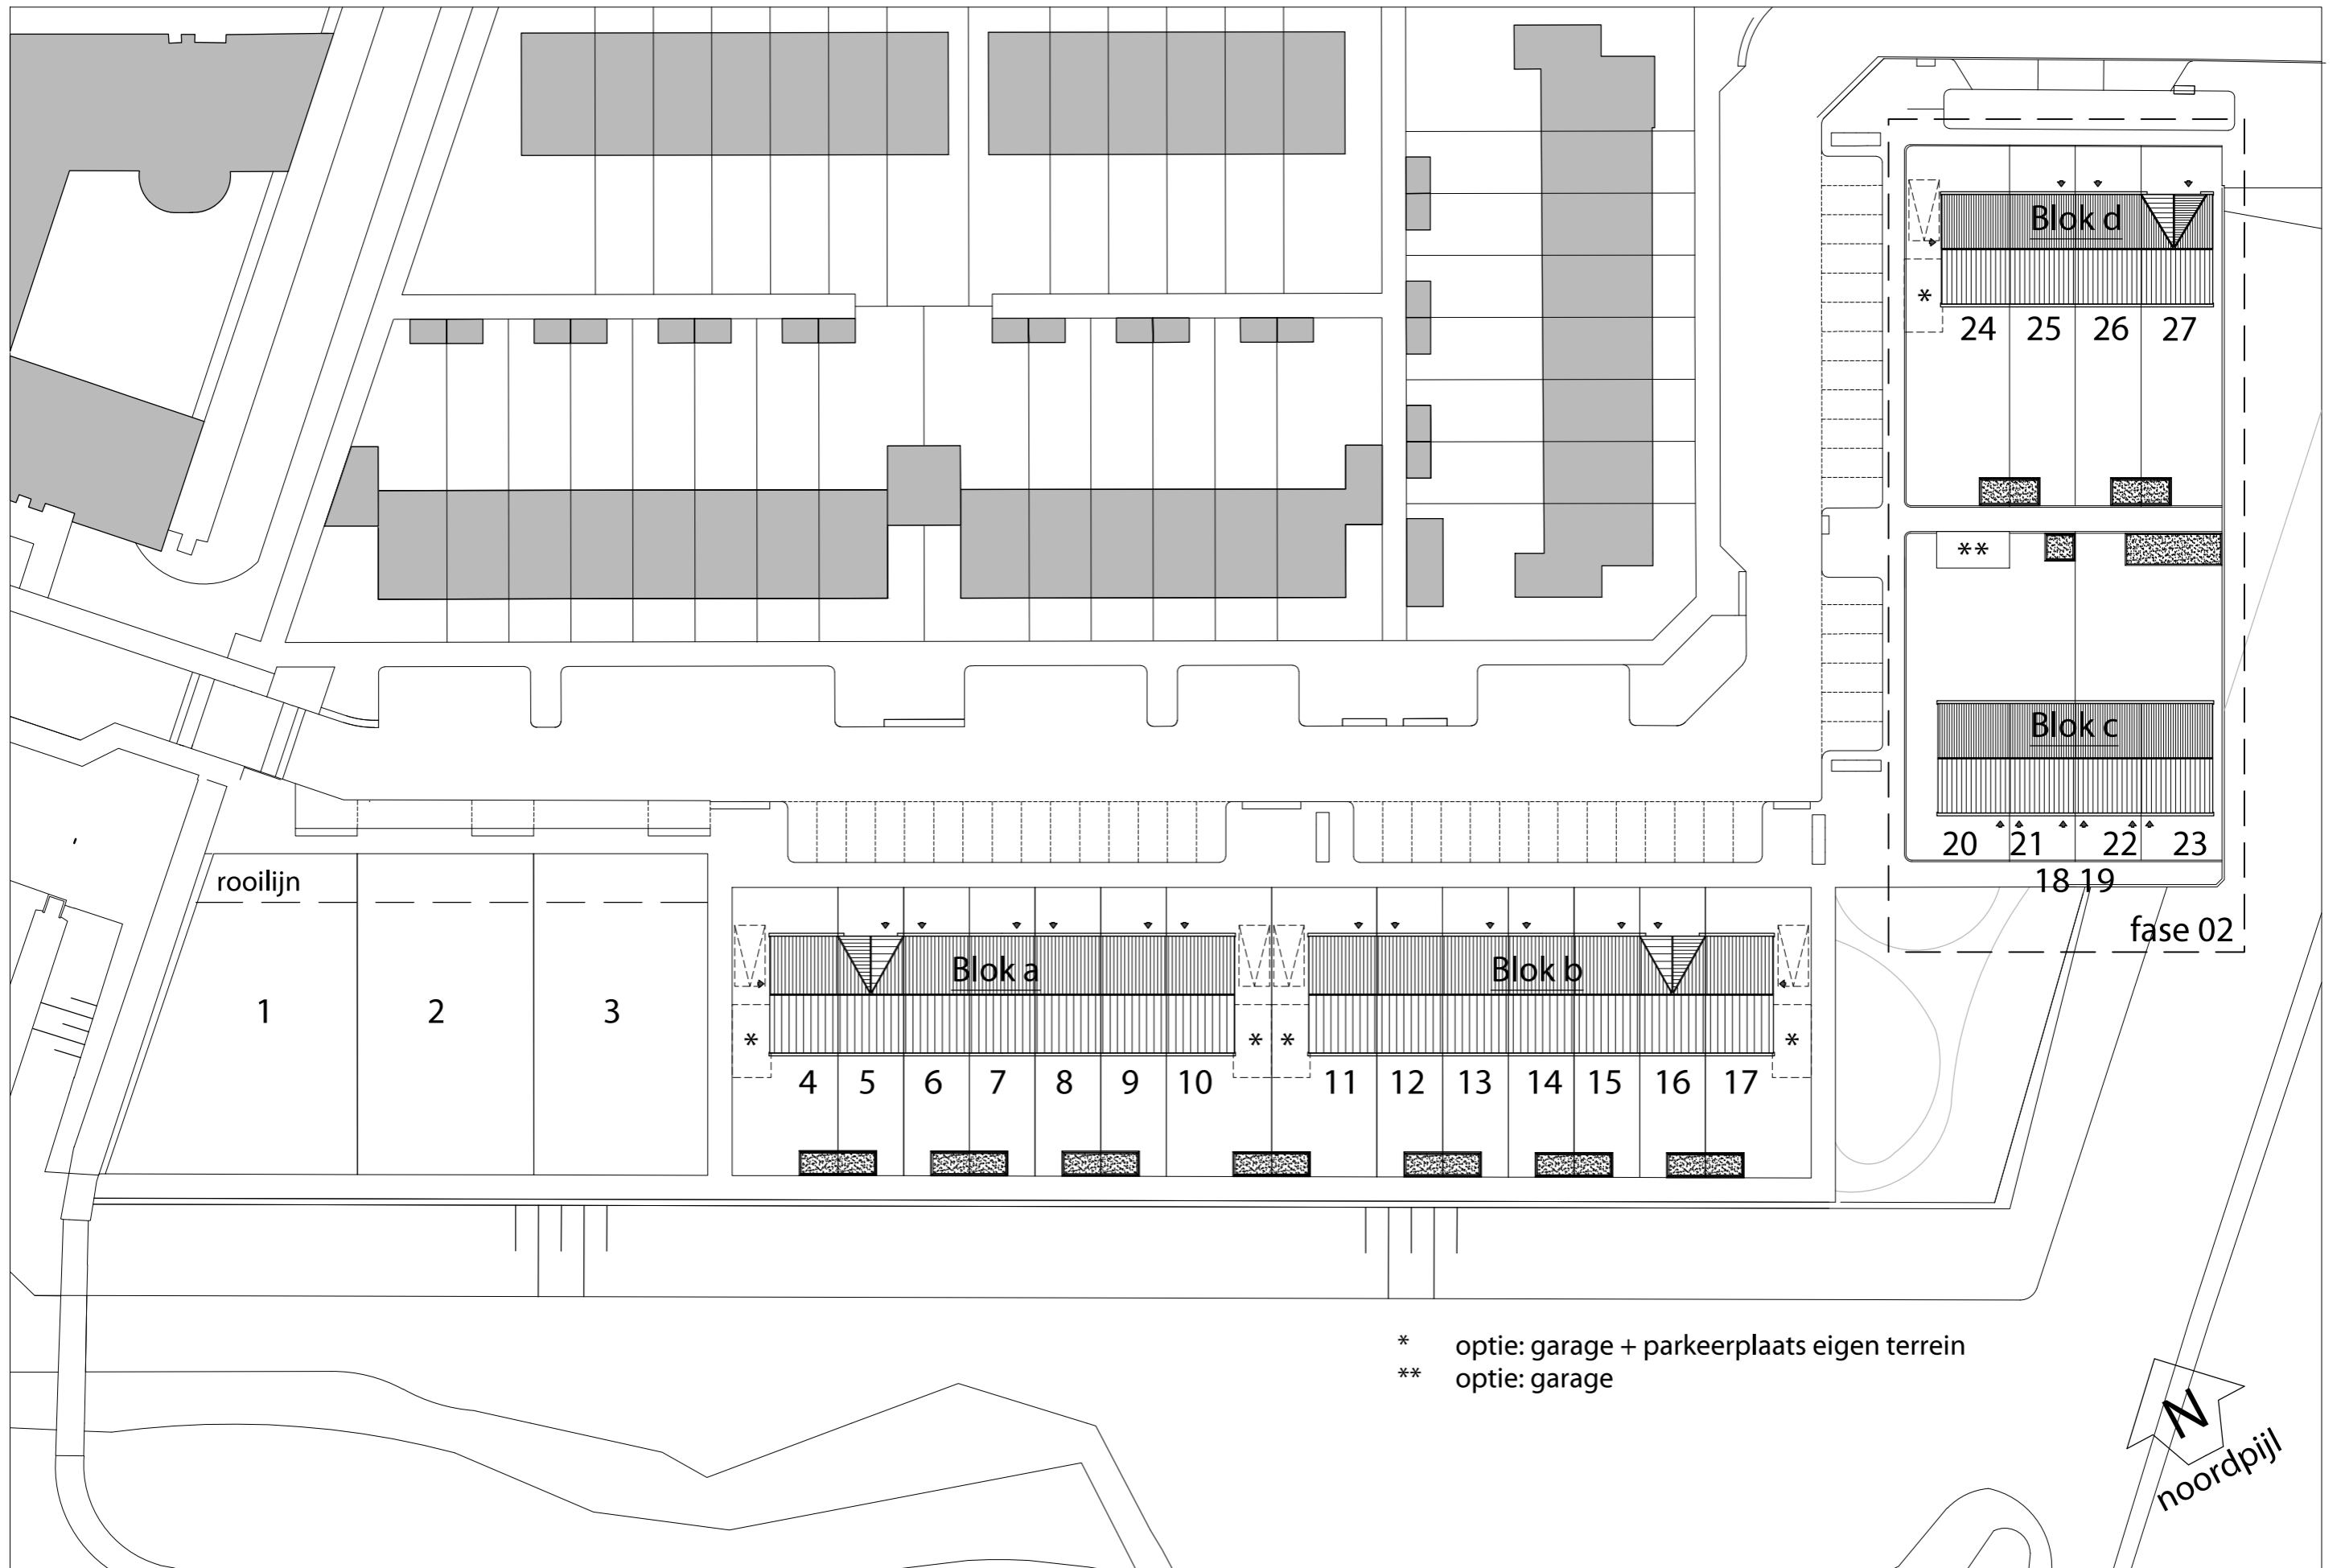 Blok d
*
24 25 26 27
**
Blok c
20 21 22 23
18 19
fase 02
rooilijn
1 2 3
Blok a
Blok b
* * * *
4 5 6 7 8 9 10 11 12 13 14 15 16 17
* optie: garage + parkeerplaats eigen terrein
** optie: garage
N
noordpijl